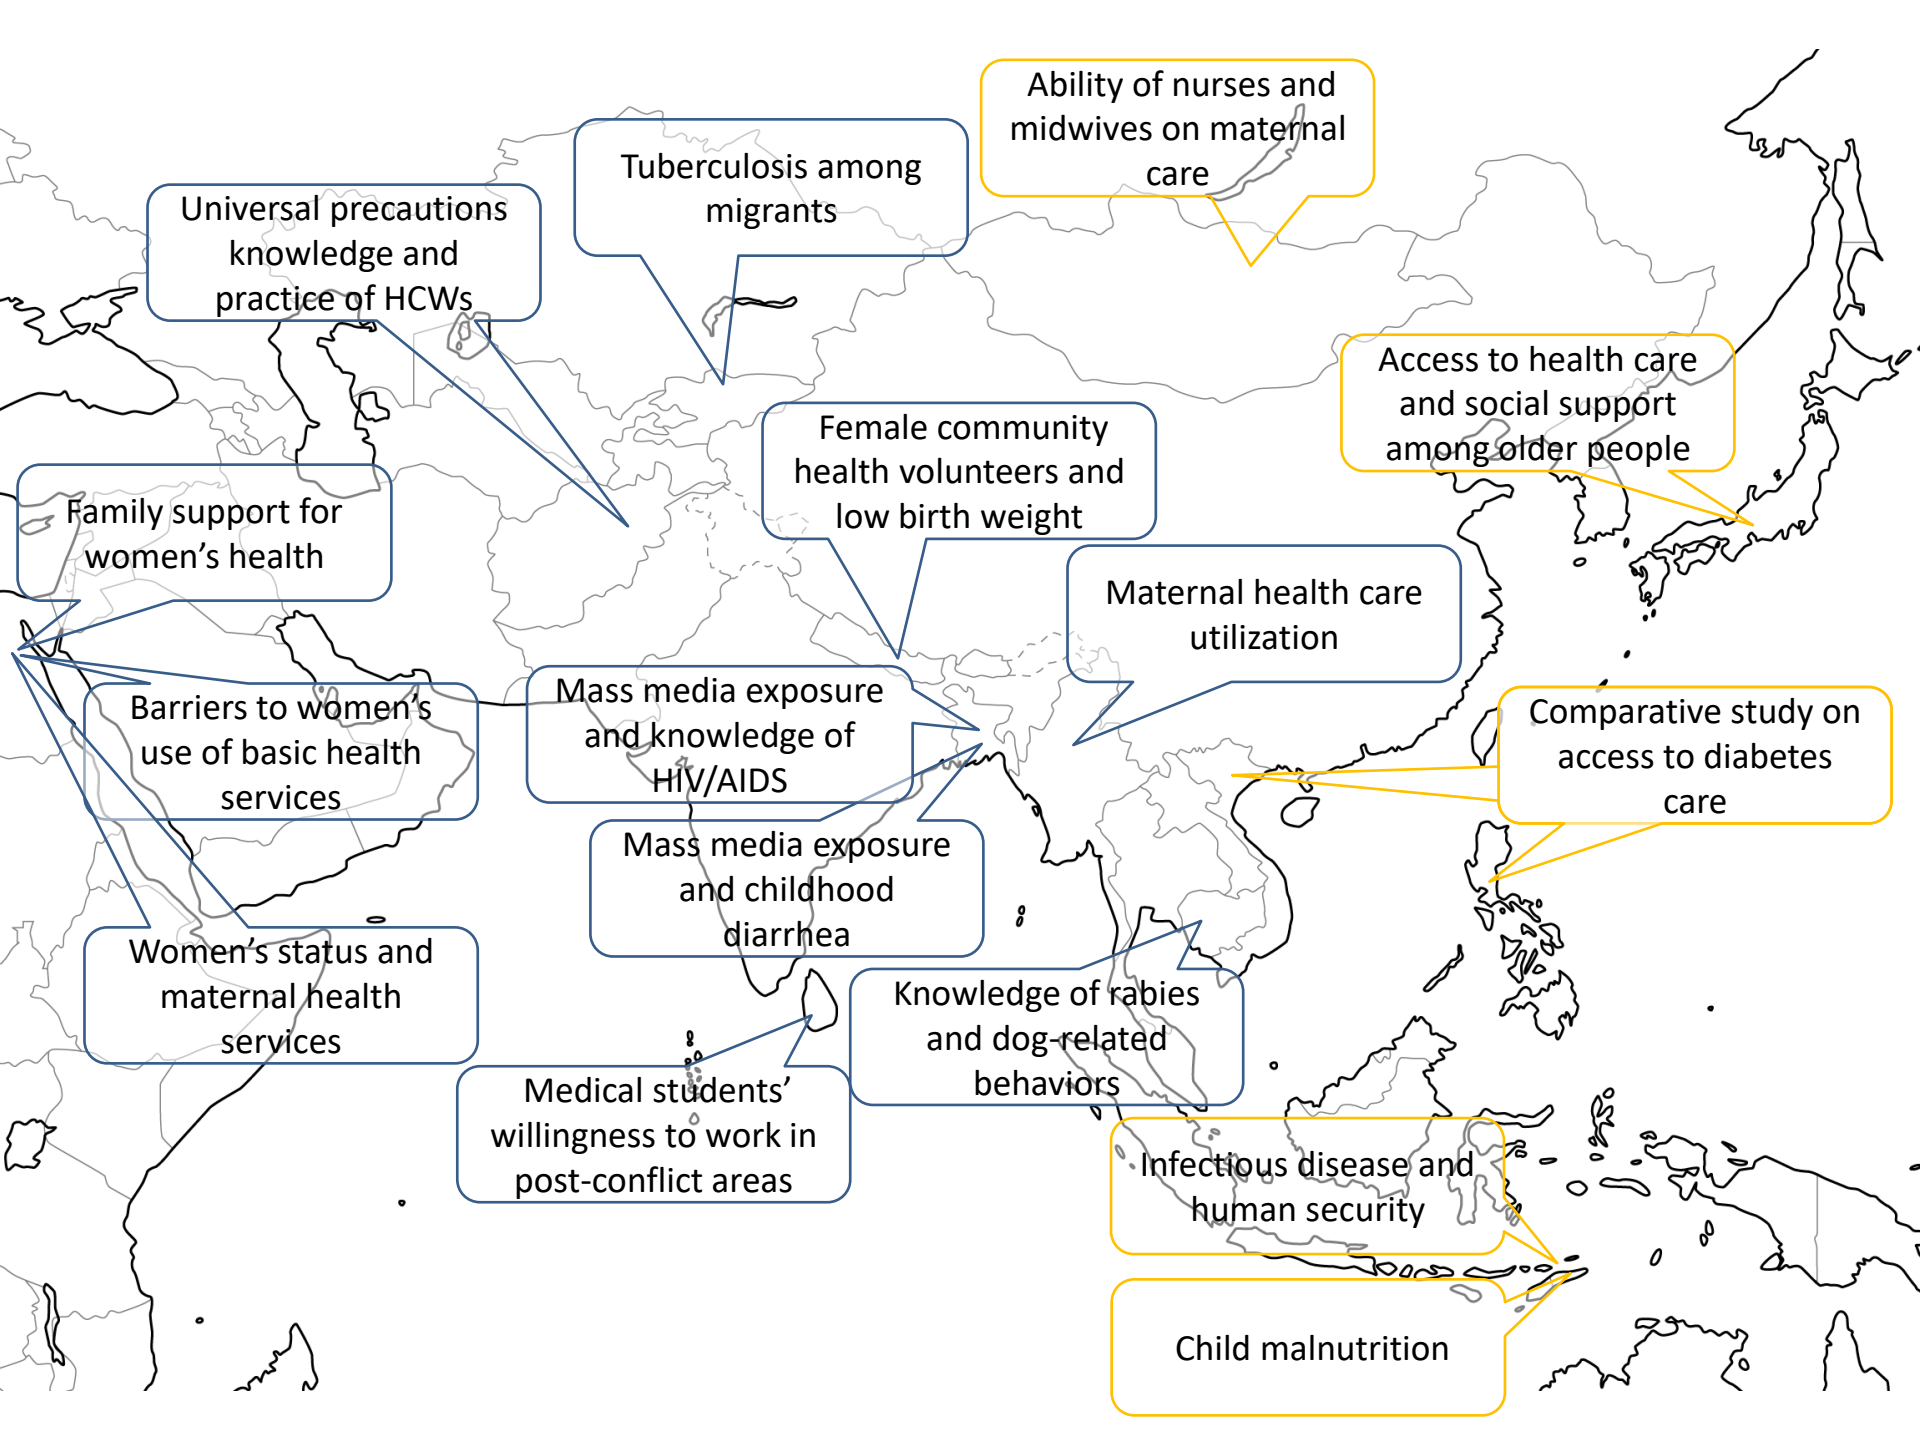 Ability of nurses and
midwives on maternal
care
Tuberculosis among
migrants
Universal precautions
knowledge and
practice of HCWs
Access to health care
and social support
among older people
Female community
health volunteers and
low birth weight
Family support for
women’s health
Maternal health care
utilization
Mass media exposure
and knowledge of
HIV/AIDS
Barriers to women’s
use of basic health
services
Comparative study on
access to diabetes
care
Mass media exposure
and childhood
diarrhea
Women’s status and
maternal health
services
Knowledge of rabies
and dog-related
behaviors
Medical students’
willingness to work in
post-conflict areas
Infectious disease and
human security
Child malnutrition